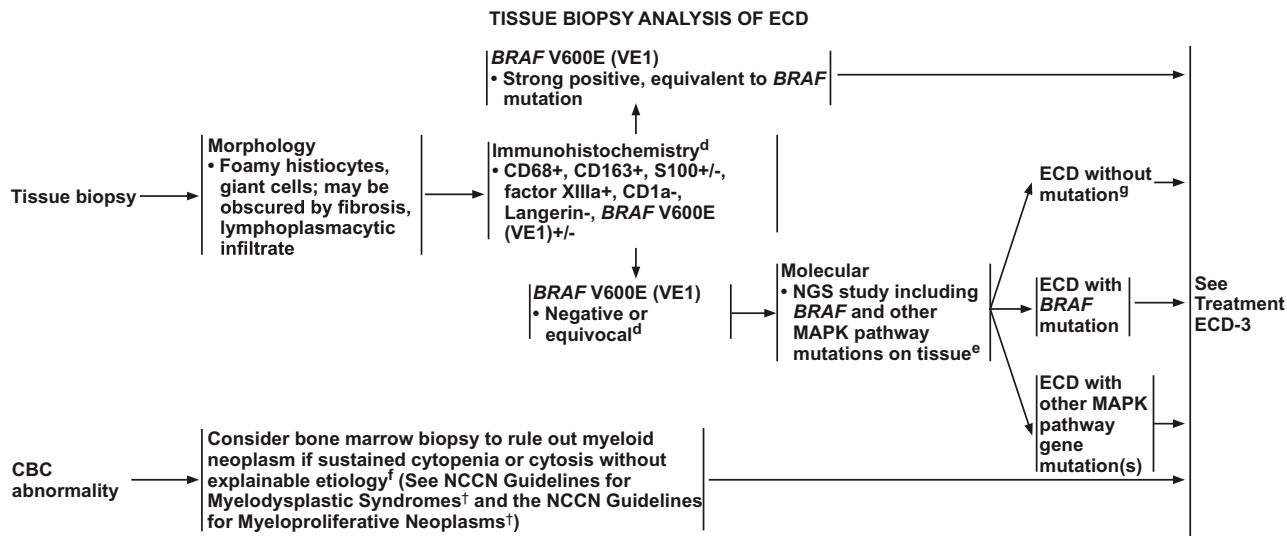 TISSUE BIOPSY ANALYSIS OF ECD
BRAF V600E (VE1)
• Strong positive, equivalent to BRAF
mutation
Tissue biopsy
Morphology
• Foamy histiocytes,
giant cells; may be
obscured by fibrosis,
lymphoplasmacytic
infiltrate
Immunohistochemistryd
• CD68+, CD163+, S100+/-,
factor XIIIa+, CD1a-,
Langerin-, BRAF V600E
(VE1)+/-
BRAF V600E (VE1)
• Negative or
equivocald
Molecular
• NGS study including
BRAF and other
MAPK pathway
mutations on tissuee
ECD without
mutationg
ECD with
BRAF
mutation
ECD with
other MAPK
pathway
gene
mutation(s)
See
Treatment
ECD-3
CBC
abnormality
Consider bone marrow biopsy to rule out myeloid
neoplasm if sustained cytopenia or cytosis without
explainable etiologyf (See NCCN Guidelines for
Myelodysplastic Syndromes† and the NCCN Guidelines
for Myeloproliferative Neoplasms†)